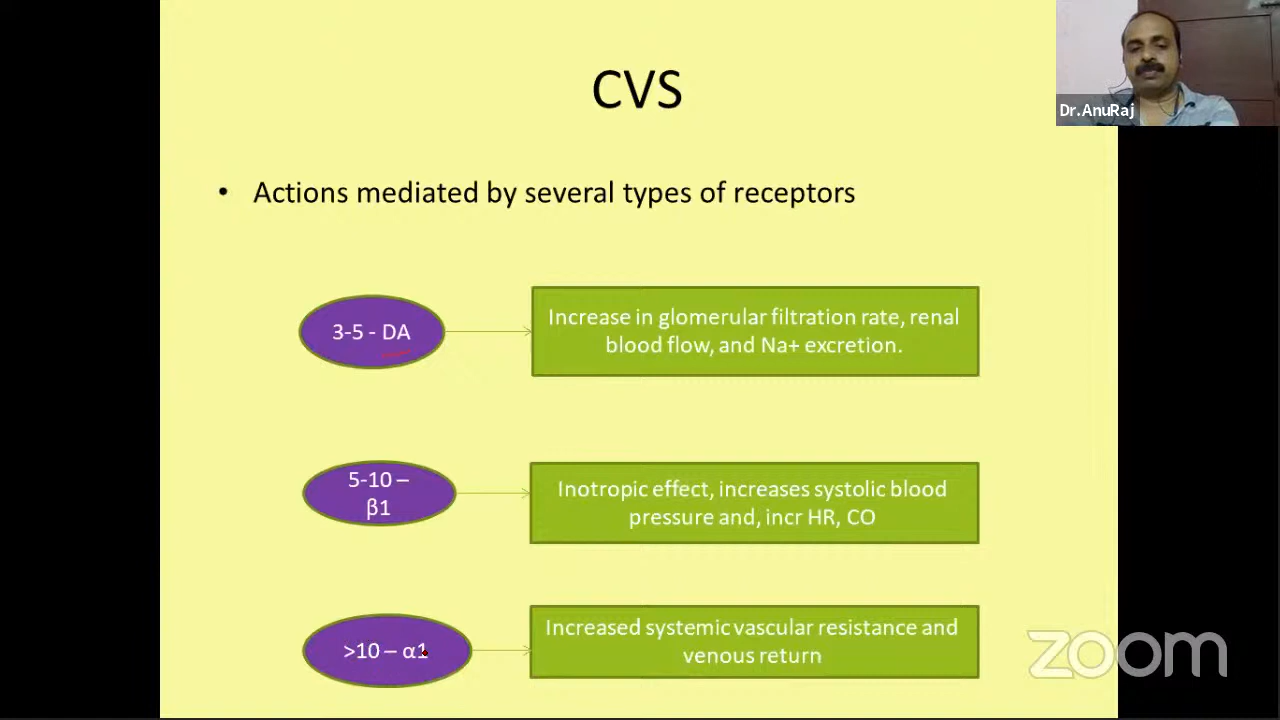 CVS
Dr.AnuRaj
• Actions mediated by several types of receptors
3-5 - DA
Increase in glomerular filtration rate, renal
blood flow, and Na+ excretion.
5-10 –
β1
Inotropic effect, increases systolic blood
pressure and, incr HR, CO
>10 – α1
Increased systemic vascular resistance and
venous return
zoom